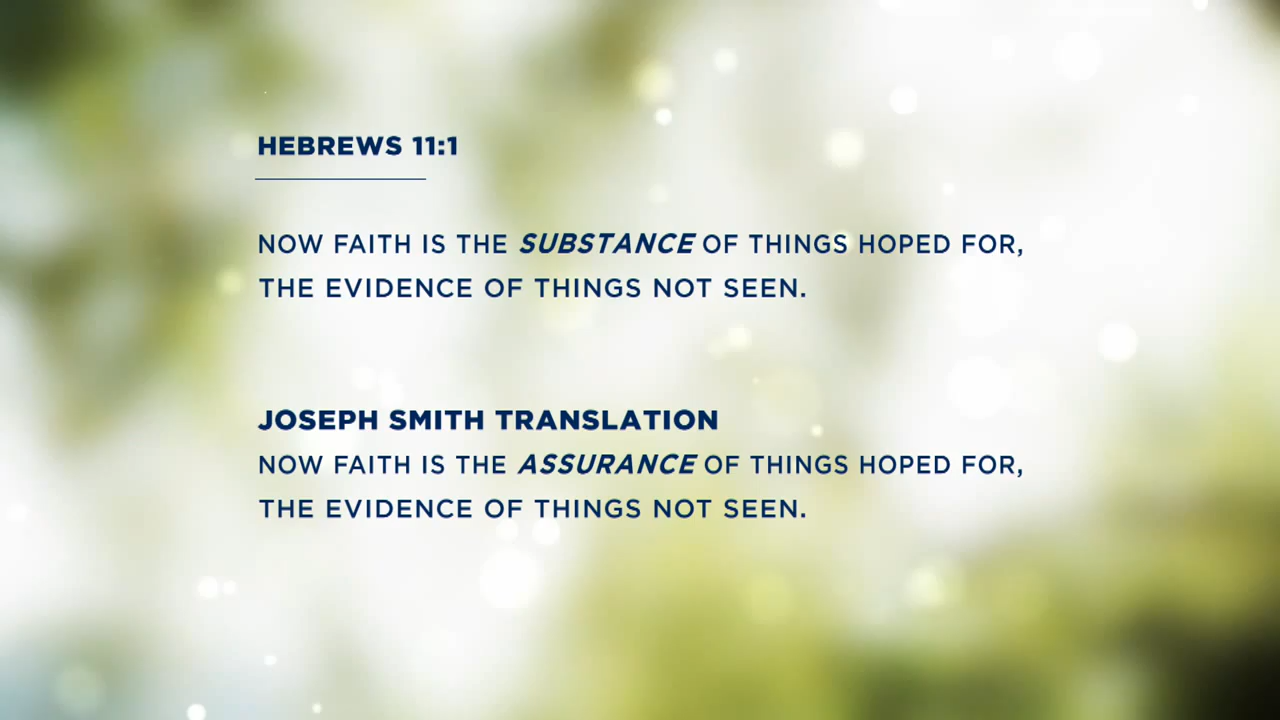 HEBREWS 11:1
NOW FAITH IS THE SUBSTANCE OF THINGS HOPED FOR,
THE EVIDENCE OF THINGS NOT SEEN.
JOSEPH SMITH TRANSLATION
NOW FAITH IS THE ASSURANCE OF THINGS HOPED FOR,
THE EVIDENCE OF THINGS NOT SEEN.